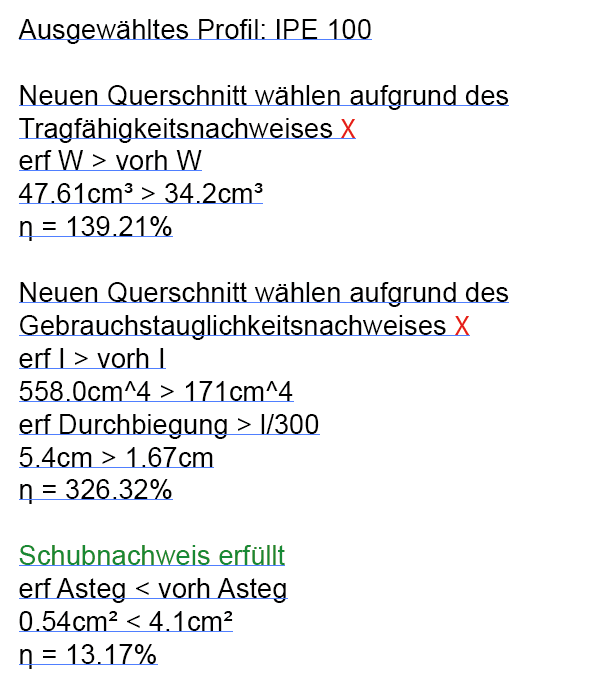 Ausgewähltes Profil: IPE 100
Neuen Querschnitt wählen aufgrund des
Tragfähigkeitsnachweises X
erf W > vorh W
47.61cm³ > 34.2cm³
η = 139.21%
Neuen Querschnitt wählen aufgrund des
Gebrauchstauglichkeitsnachweises X
erf I > vorh I
558.0cm^4 > 171cm^4
erf Durchbiegung > l/300
5.4cm > 1.67cm
η = 326.32%
Schubnachweis erfüllt
erf Asteg < vorh Asteg
0.54cm² < 4.1cm²
η = 13.17%